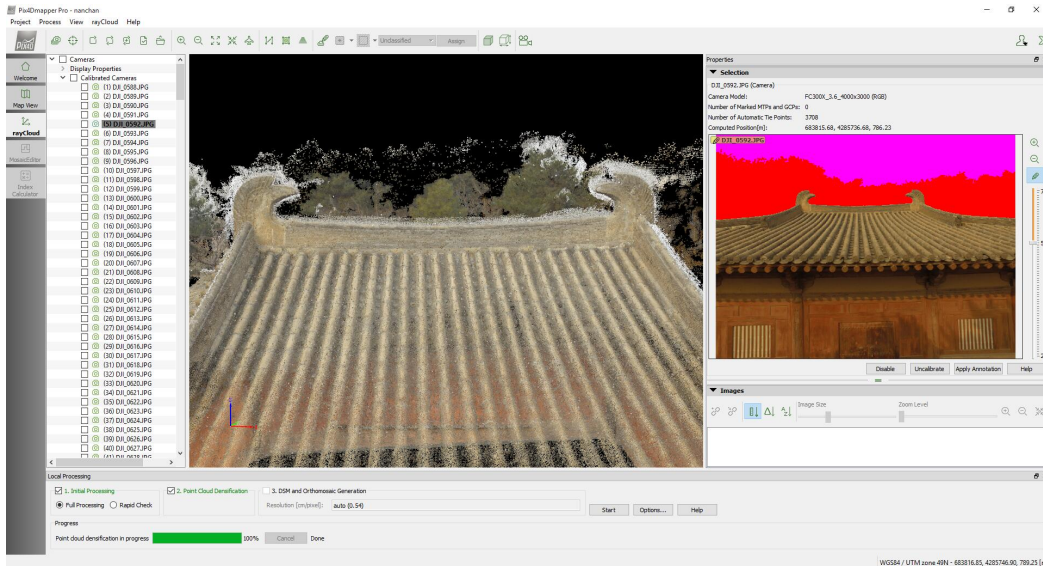 Pix4Dmapper Pro - nanchan
Project Process View rayCloud Help
Unclassified Assign
Welcome
Map View
rayCloud
MosaicEditor
Index
Calculator
Cameras
Display Properties
Calibrated Cameras
(1) DJI_0588.JPG
(2) DJI_0589.JPG
(3) DJI_0590.JPG
(4) DJI_0591.JPG
(5) DJI_0592.JPG
(6) DJI_0593.JPG
(7) DJI_0594.JPG
(8) DJI_0595.JPG
(9) DJI_0596.JPG
(10) DJI_0597.JPG
(11) DJI_0598.JPG
(12) DJI_0599.JPG
(13) DJI_0600.JPG
(14) DJI_0601.JPG
(15) DJI_0602.JPG
(16) DJI_0603.JPG
(17) DJI_0604.JPG
(18) DJI_0605.JPG
(19) DJI_0606.JPG
(20) DJI_0607.JPG
(21) DJI_0608.JPG
(22) DJI_0609.JPG
(23) DJI_0610.JPG
(24) DJI_0611.JPG
(25) DJI_0612.JPG
(26) DJI_0613.JPG
(27) DJI_0614.JPG
(28) DJI_0615.JPG
(29) DJI_0616.JPG
(30) DJI_0617.JPG
(31) DJI_0618.JPG
(32) DJI_0619.JPG
(33) DJI_0620.JPG
(34) DJI_0621.JPG
(35) DJI_0622.JPG
(36) DJI_0623.JPG
(37) DJI_0624.JPG
(38) DJI_0625.JPG
(39) DJI_0626.JPG
(40) DJI_0627.JPG
(41) DJI_0628.JPG
Properties
Selection
DJI_0592.JPG (Camera)
Camera Model: FC300X_3.6_4000x3000 (RGB)
Number of Marked MTPs and GCPs: 0
Number of Automatic Tie Points: 3708
Computed Position[m]: 683815.68, 4285736.68, 786.23
DJI_0592.JPG
Disable Uncalibrate Apply Annotation Help
Images
Image Size Zoom Level
Local Processing
1. Initial Processing 2. Point Cloud Densification 3. DSM and Orthomosaic Generation
Full Processing Rapid Check Resolution [cm/pixel]: auto (0.54) Start Options... Help
Progress
Point cloud densification in progress 100% Cancel Done
WGS84 / UTM zone 49N - 683816.85, 4285746.90, 789.25